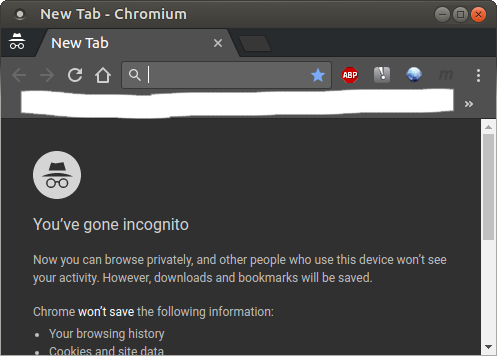 New Tab - Chromium
New Tab
ABP
m
»
You've gone incognito
Now you can browse privately, and other people who use this device won't see
your activity. However, downloads and bookmarks will be saved.
Chrome won't save the following information:
• Your browsing history
• Cookies and site data